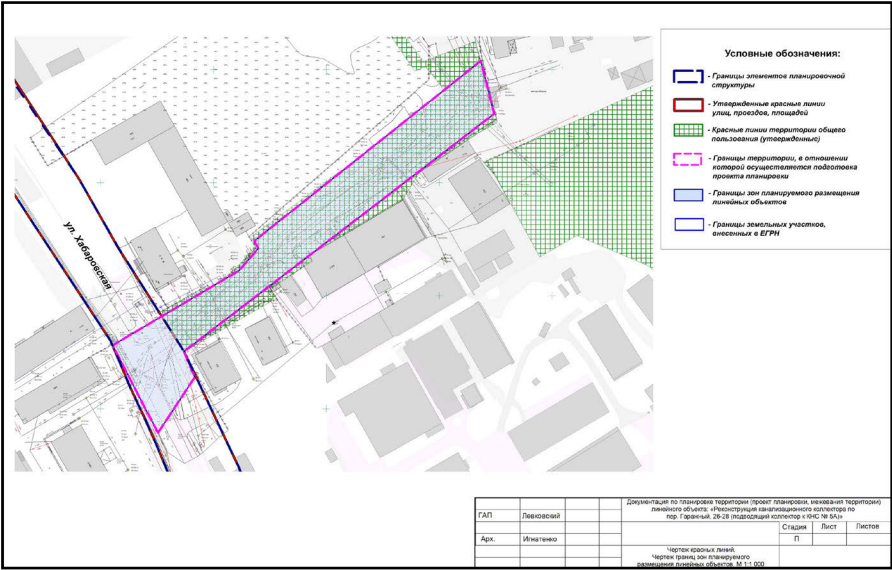 ул. Хабаровская
Условные обозначения:
- Границы элементов планировочной
структуры
- Утвержденные красные линии
улиц, проездов, площадей
- Красные линии территории общего
пользования (утвержденные)
- Границы территории, в отношении
которой осуществляется подготовка
проекта планировки
- Границы зон планируемого размещения
линейных объектов
- Границы земельных участков,
внесенных в ЕГРН
Документация по планировке территории (проект планировки, межевания территории)
линейного объекта: «Реконструкция канализационного коллектора по
пер. Гаражный, 26-28 (подводящий коллектор к КНС № 5А)»
ГАП Левковский
Стадия Лист Листов
Арх. Игнатенко П
Чертеж красных линий.
Чертеж границ зон планируемого
размещения линейных объектов. М 1:1 000